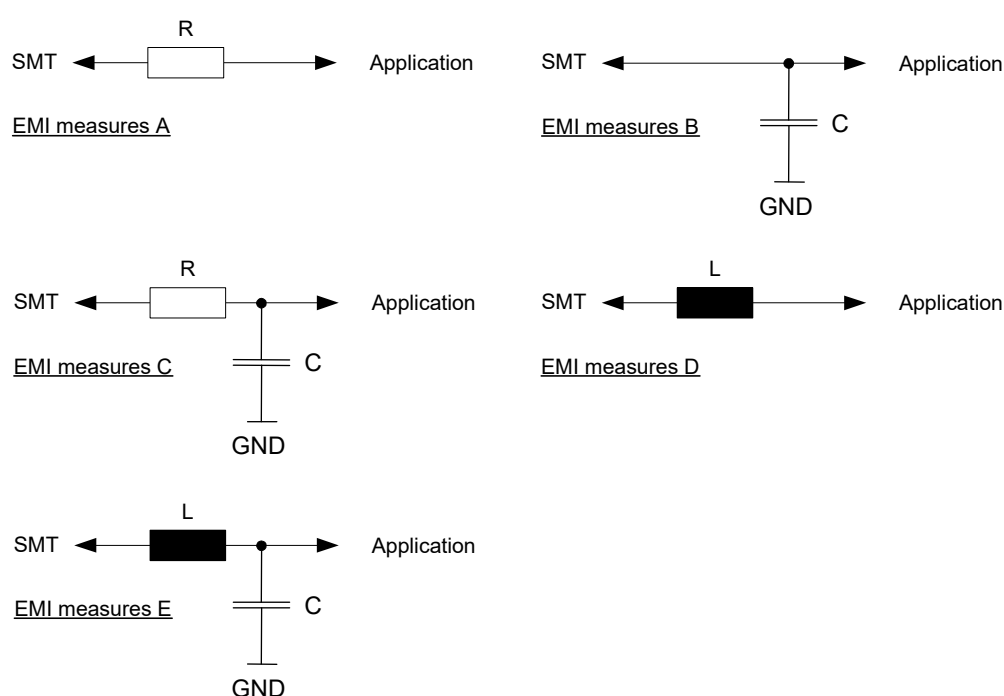 R
SMT Application
EMI measures A
SMT Application
EMI measures B
C
GND
R
SMT Application
EMI measures C
C
GND
L
SMT Application
EMI measures D
L
SMT Application
EMI measures E
C
GND